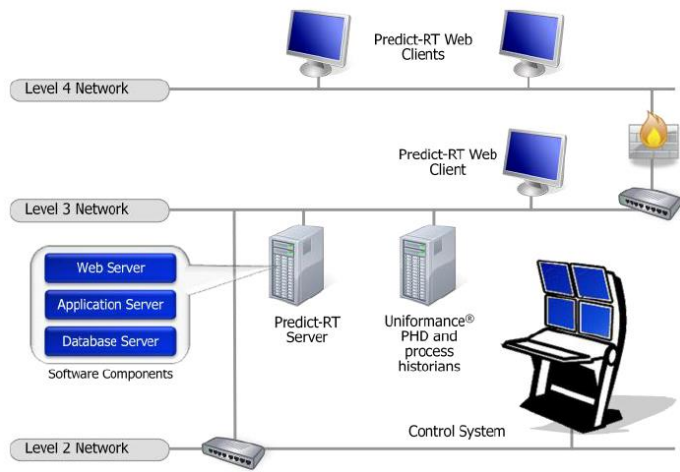 Predict-RT Web
Clients
Level 4 Network
Predict-RT Web
Client
Level 3 Network
Web Server
Application Server
Database Server
Software Components
Predict-RT
Server
Uniformance®
PHD and
process
historians
Control System
Level 2 Network